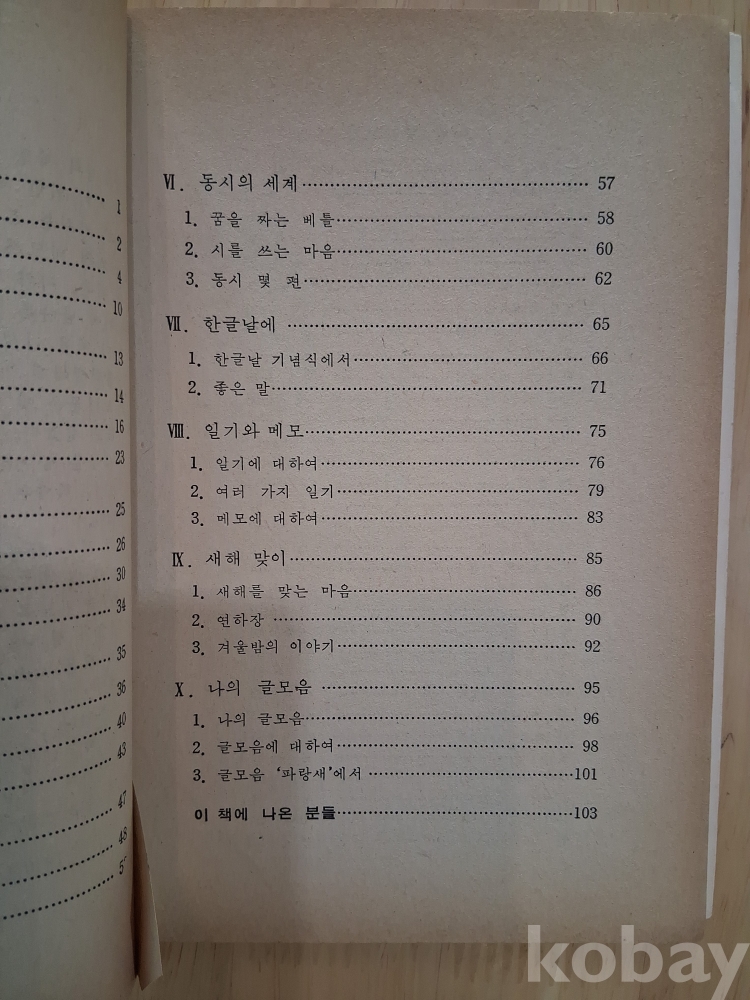 1
2
4
10
13
14
16
23
25
26
30
34
35
36
40
43
47
48
Ⅵ. 동시의 세계 57
1. 꿈을 짜는 베틀 58
2. 시를 쓰는 마음 60
3. 동시 몇 편 62
Ⅶ. 한글날에 65
1. 한글날 기념식에서 66
2. 좋은 말 71
Ⅷ. 일기와 메모 75
1. 일기에 대하여 76
2. 여러 가지 일기 79
3. 메모에 대하여 83
Ⅸ. 새해 맞이 85
1. 새해를 맞는 마음 86
2. 연하장 90
3. 겨울밤의 이야기 92
Ⅹ. 나의 글모음 95
1. 나의 글모음 96
2. 글모음에 대하여 98
3. 글모음 ‘파랑새’에서 101
이 책에 나온 분들 103
kobay